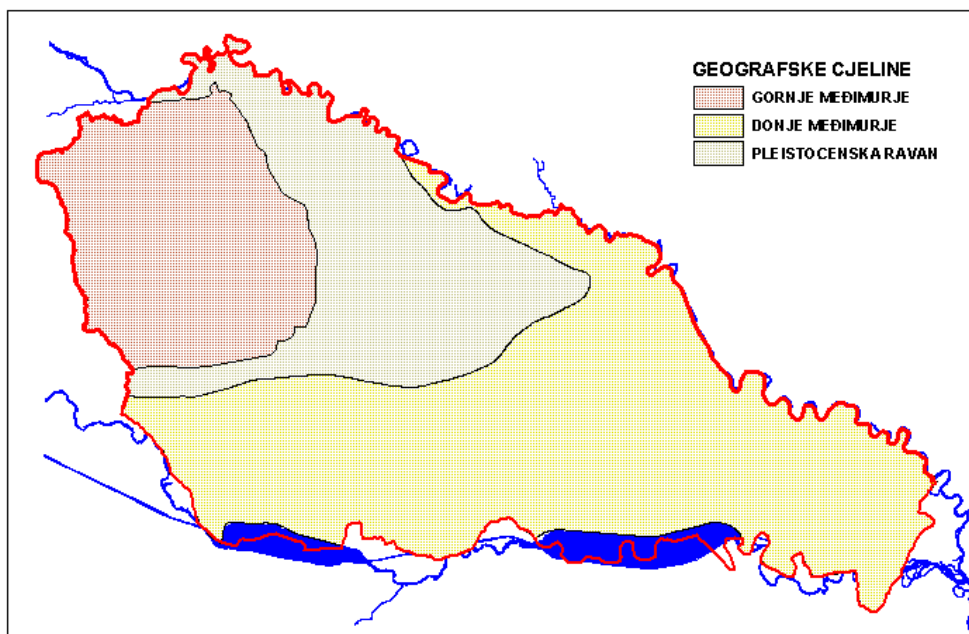 GEOGRAFSKE CJELINE
GORNJE MEĐIMURJE
DONJE MEĐIMURJE
PLEISTOCENSKA RAVAN